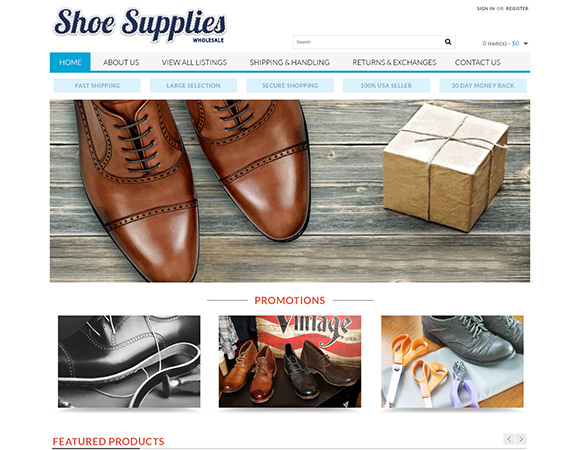 Shoe Supplies
WHOLESALE
SIGN IN OR REGISTER
Search
0 item(s) - $0
HOME ABOUT US VIEW ALL LISTINGS SHIPPING & HANDLING RETURNS & EXCHANGES CONTACT US
FAST SHIPPING LARGE SELECTION SECURE SHOPPING 100% USA SELLER 30 DAY MONEY BACK
PROMOTIONS
Vintage
FEATURED PRODUCTS